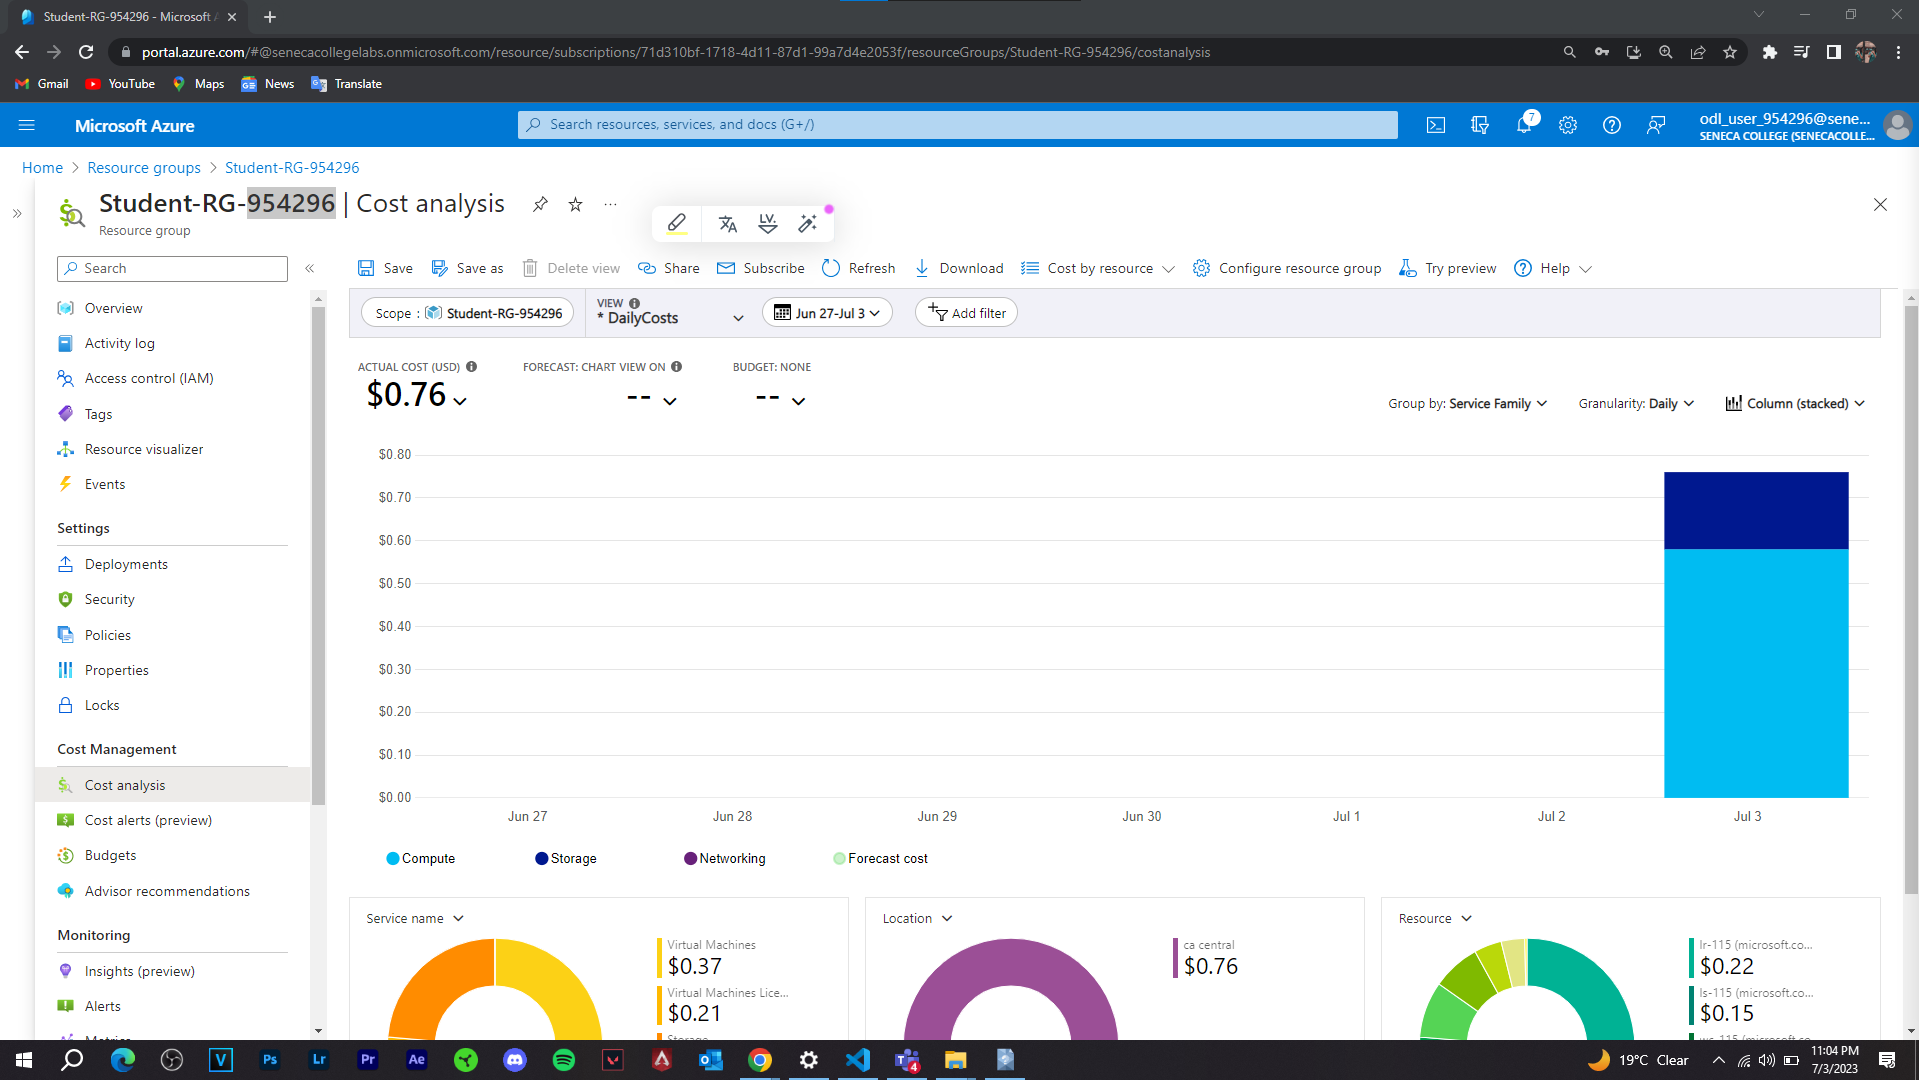 Student-RG-954296 - Microsoft A
portal.azure.com/#@senecacollegelabs.onmicrosoft.com/resource/subscriptions/71d310bf-1718-4d11-87d1-99a7d4e2053f/resourceGroups/Student-RG-954296/costanalysis
Gmail YouTube Maps News Translate
Microsoft Azure
Search resources, services, and docs (G+/)
7
odl_user_954296@sene...
SENECA COLLEGE (SENECACOLLE...
Home > Resource groups > Student-RG-954296
Student-RG-954296 | Cost analysis ...
Resource group
LV.
Search
Save Save as Delete view Share Subscribe Refresh Download Cost by resource Configure resource group Try preview Help
Overview
Activity log
Access control (IAM)
Tags
Resource visualizer
Events
Settings
Deployments
Security
Policies
Properties
Locks
Cost Management
Cost analysis
Cost alerts (preview)
Budgets
Advisor recommendations
Monitoring
Insights (preview)
Alerts
Scope : Student-RG-954296
VIEW
* DailyCosts
Jun 27-Jul 3
Add filter
ACTUAL COST (USD) FORECAST: CHART VIEW ON BUDGET: NONE
$0.76 -- --
Group by: Service Family Granularity: Daily Column (stacked)
$0.80
$0.70
$0.60
$0.50
$0.40
$0.30
$0.20
$0.10
$0.00
Jun 27 Jun 28 Jun 29 Jun 30 Jul 1 Jul 2 Jul 3
Compute Storage Networking Forecast cost
Service name
Virtual Machines
$0.37
Virtual Machines Lice...
$0.21
Location
ca central
$0.76
Resource
lr-115 (microsoft.co...
$0.22
ls-115 (microsoft.co...
$0.15
V Ps Lr Pr Ae
4
19°C Clear
11:04 PM
7/3/2023